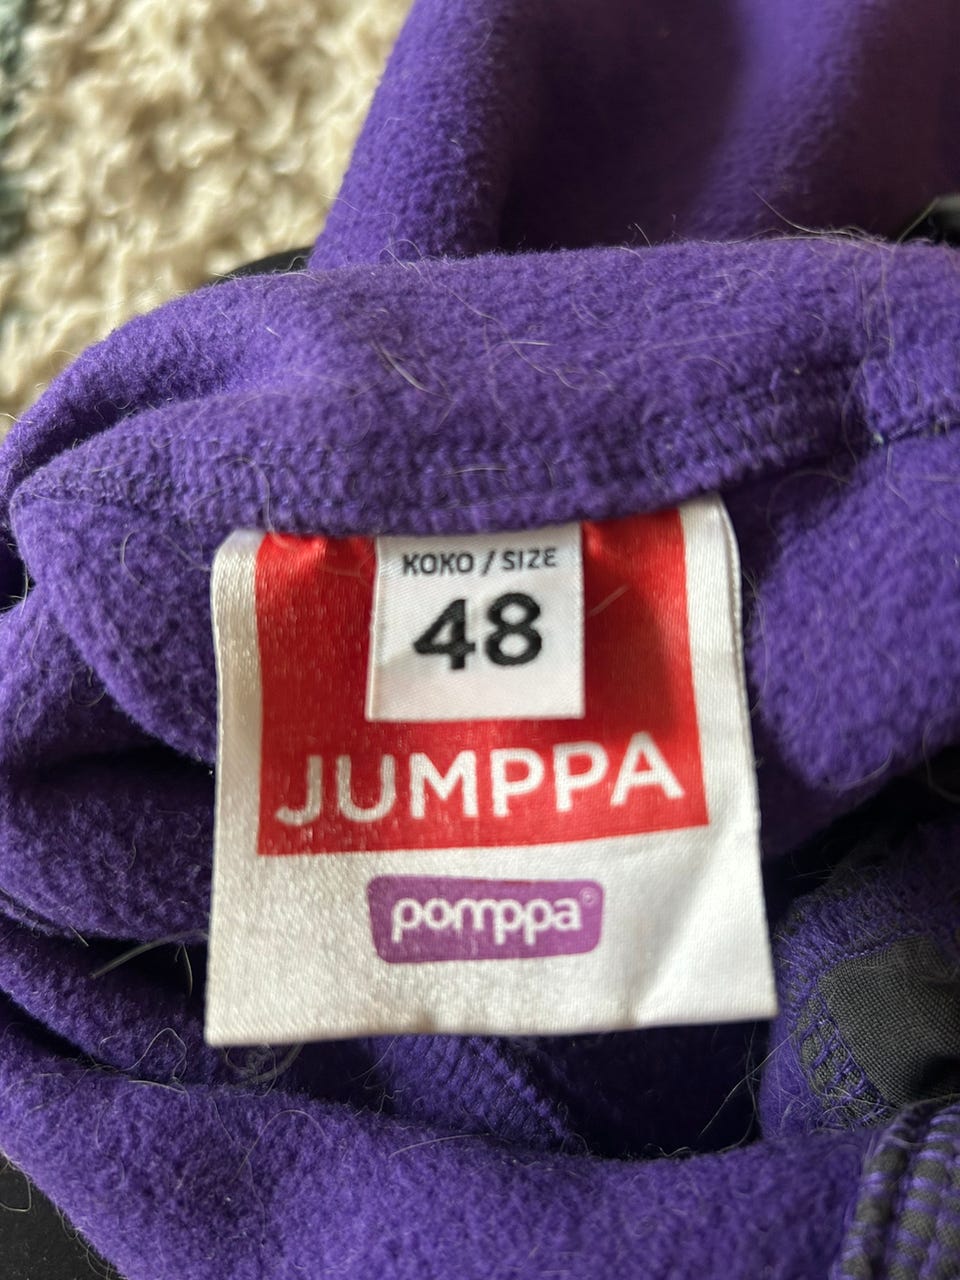 KOKO / SIZE
48
JUMPPA
pomppa®